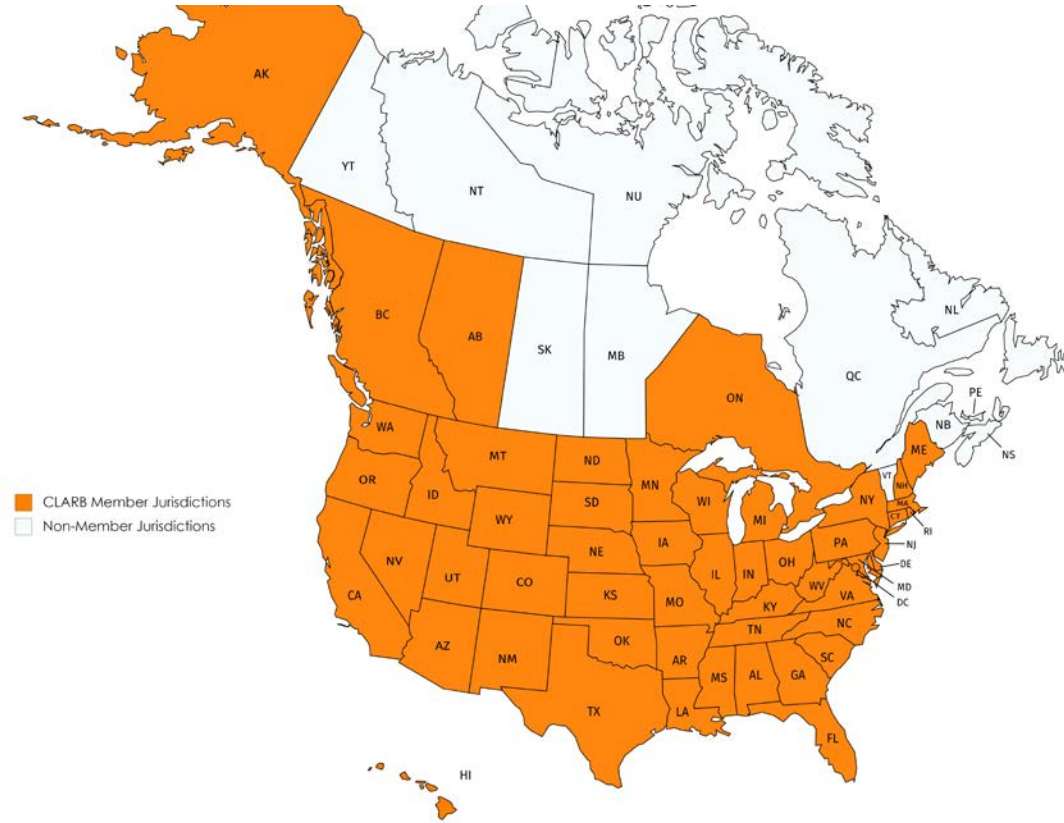 AK
YT
NT
NU
BC
AB
SK
MB
NL
QC
ON
PE
NB
NS
WA
MT
ND
MN
ME
VT
NH
OR
ID
SD
WI
NY
MA
CT
RI
CLARB Member Jurisdictions
Non-Member Jurisdictions
WY
MI
IA
PA
NJ
NV
UT
CO
NE
IL
IN
OH
DE
CA
KS
MO
WV
VA
MD
DC
KY
AZ
NM
OK
AR
TN
NC
SC
MS
AL
GA
TX
LA
FL
HI